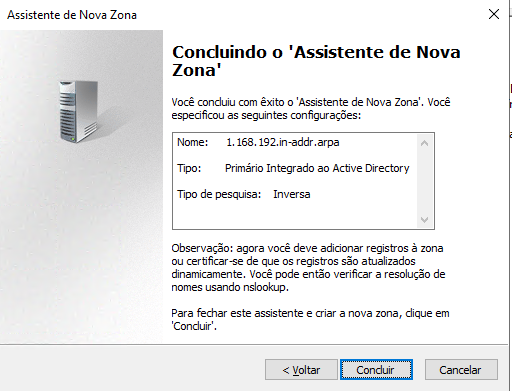 Assistente de Nova Zona
Concluindo o 'Assistente de Nova
Zona'
Você concluiu com êxito o 'Assistente de Nova Zona'. Você
especificou as seguintes configurações:
Nome: 1.168.192.in-addr.arpa
Tipo: Primário Integrado ao Active Directory
Tipo de pesquisa: Inversa
Observação: agora você deve adicionar registros à zona
ou certificar-se de que os registros são atualizados
dinamicamente. Você pode então verificar a resolução de
nomes usando nslookup.
Para fechar este assistente e criar a nova zona, clique em
'Concluir'.
< Voltar
Concluir
Cancelar